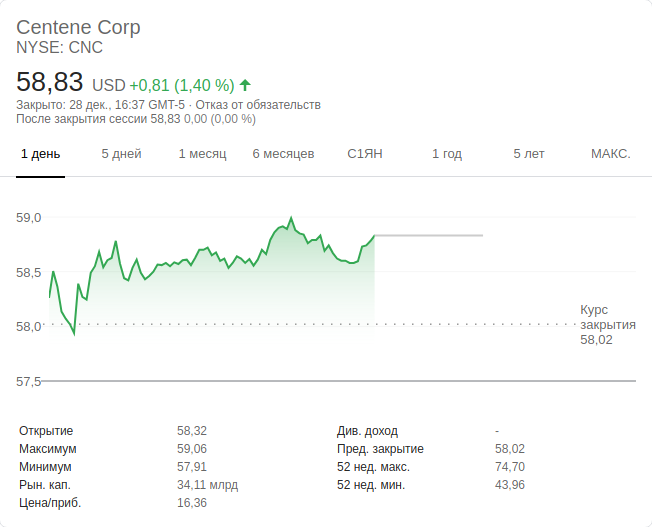 Centene Corp
NYSE: CNC
58,83 USD +0,81 (1,40 %)
Закрыто: 28 дек., 16:37 GMT-5 · Отказ от обязательств
После закрытия сессии 58,83 0,00 (0,00 %)
1 день 5 дней 1 месяц 6 месяцев С1ЯН 1 год 5 лет МАКС.
59,0
58,5
58,0
57,5
Курс
закрытия
58,02
Открытие 58,32 Див. доход -
Максимум 59,06 Пред. закрытие 58,02
Минимум 57,91 52 нед. макс. 74,70
Рын. кап. 34,11 млрд 52 нед. мин. 43,96
Цена/приб. 16,36